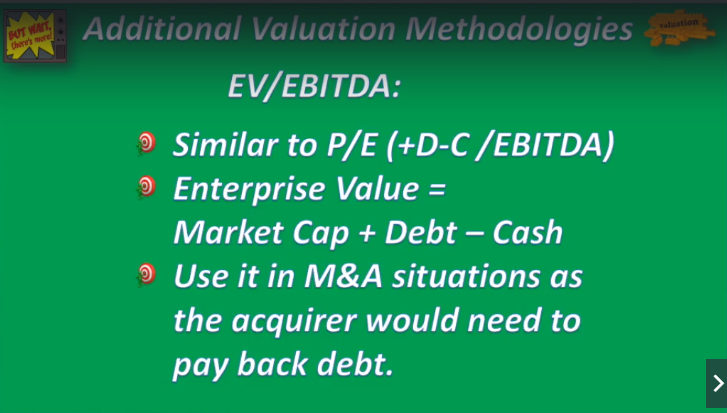 BUT WAIT,
there's more!
Additional Valuation Methodologies
valuation
EV/EBITDA:
Similar to P/E (+D-C /EBITDA)
Enterprise Value =
Market Cap + Debt – Cash
Use it in M&A situations as
the acquirer would need to
pay back debt.